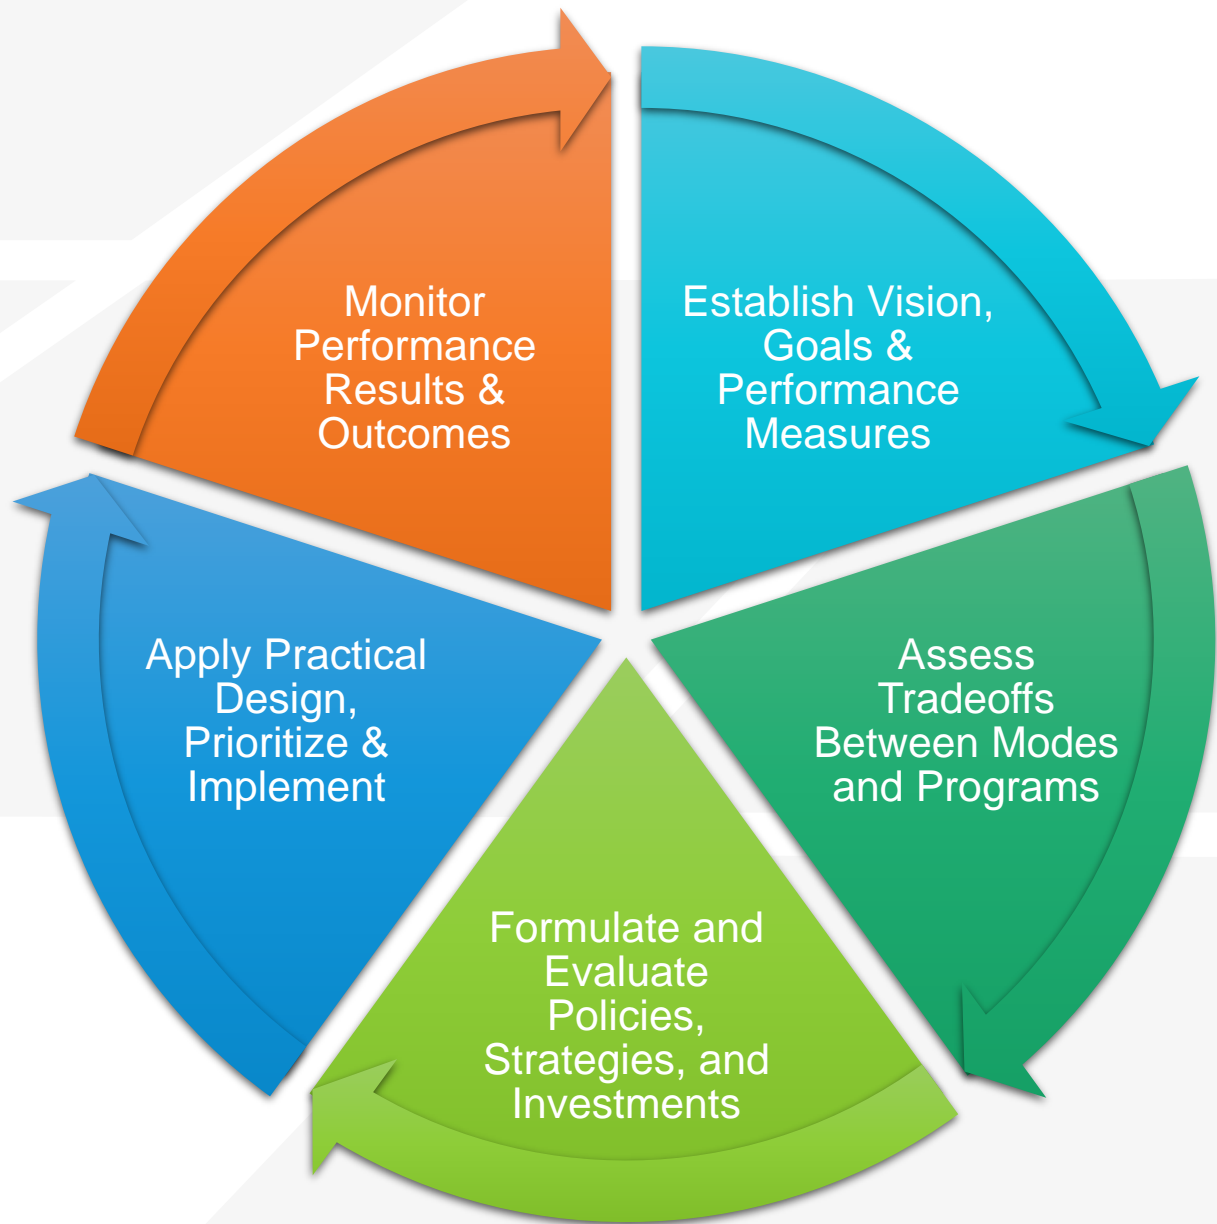 Monitor
Performance
Results &
Outcomes
Establish Vision,
Goals &
Performance
Measures
Assess
Tradeoffs
Between Modes
and Programs
Formulate and
Evaluate
Policies,
Strategies, and
Investments
Apply Practical
Design,
Prioritize &
Implement